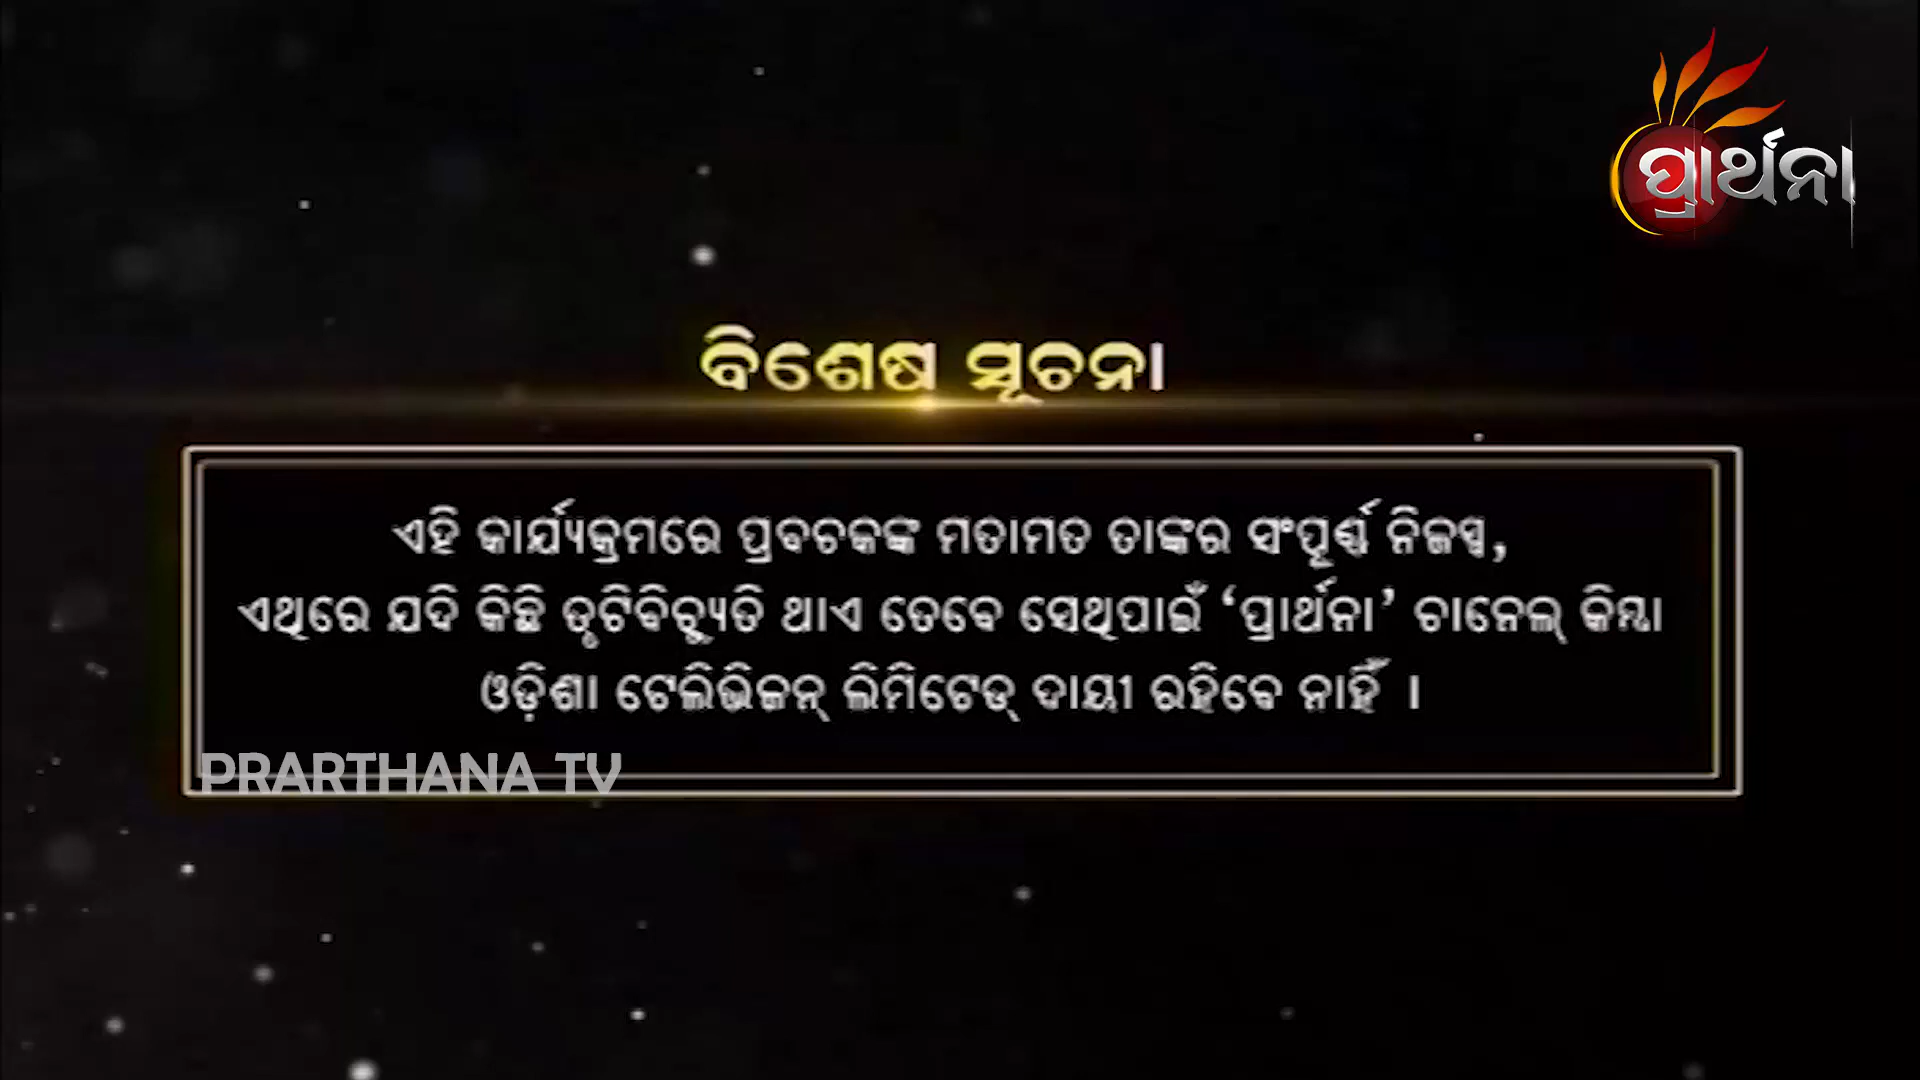 ପ୍ରାର୍ଥନା
ବିଶେଷ ସୂଚନା
ଏହି କାର୍ଯ୍ୟକ୍ରମରେ ପ୍ରବଚକଙ୍କ ମତାମତ ତାଙ୍କର ସଂପୂର୍ଣ୍ଣ ନିଜସ୍ୱ,
ଏଥିରେ ଯଦି କିଛି ତୃଟିବିଚ୍ୟୁତି ଥାଏ ତେବେ ସେଥିପାଇଁ ‘ପ୍ରାର୍ଥନା’ ଚାନେଲ୍ କିମ୍ୱା
ଓଡ଼ିଶା ଟେଲିଭିଜନ୍ ଲିମିଟେଡ୍ ଦାୟୀ ରହିବେ ନାହିଁ ।
PRARTHANA TV